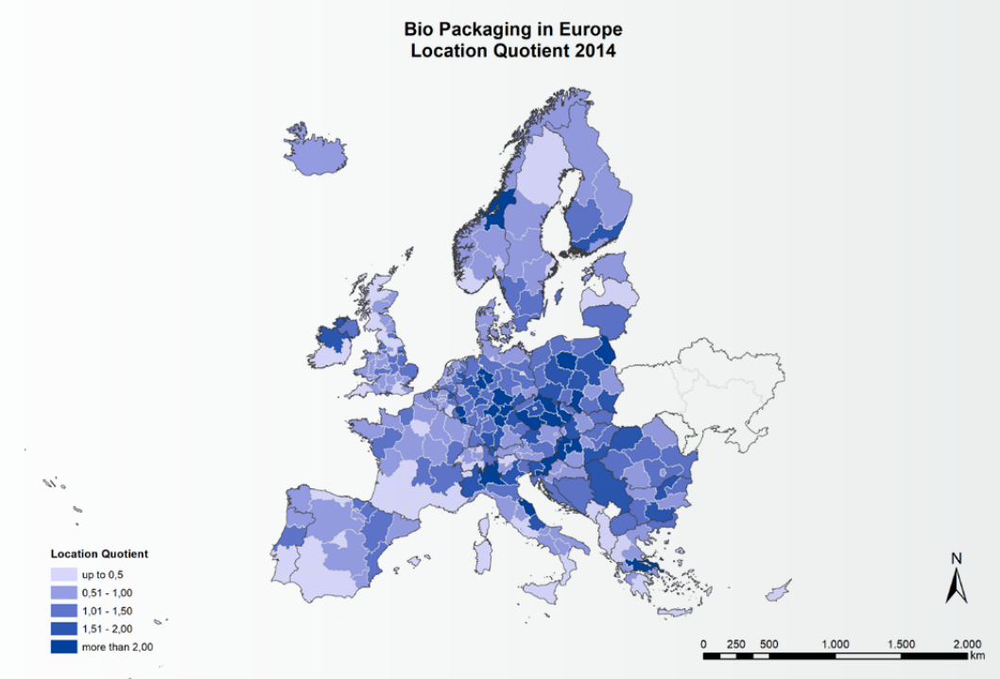 Bio Packaging in Europe
Location Quotient 2014
Location Quotient
up to 0,5
0,51 - 1,00
1,01 - 1,50
1,51 - 2,00
more than 2,00
N
0 250 500 1.000 1.500 2.000
km